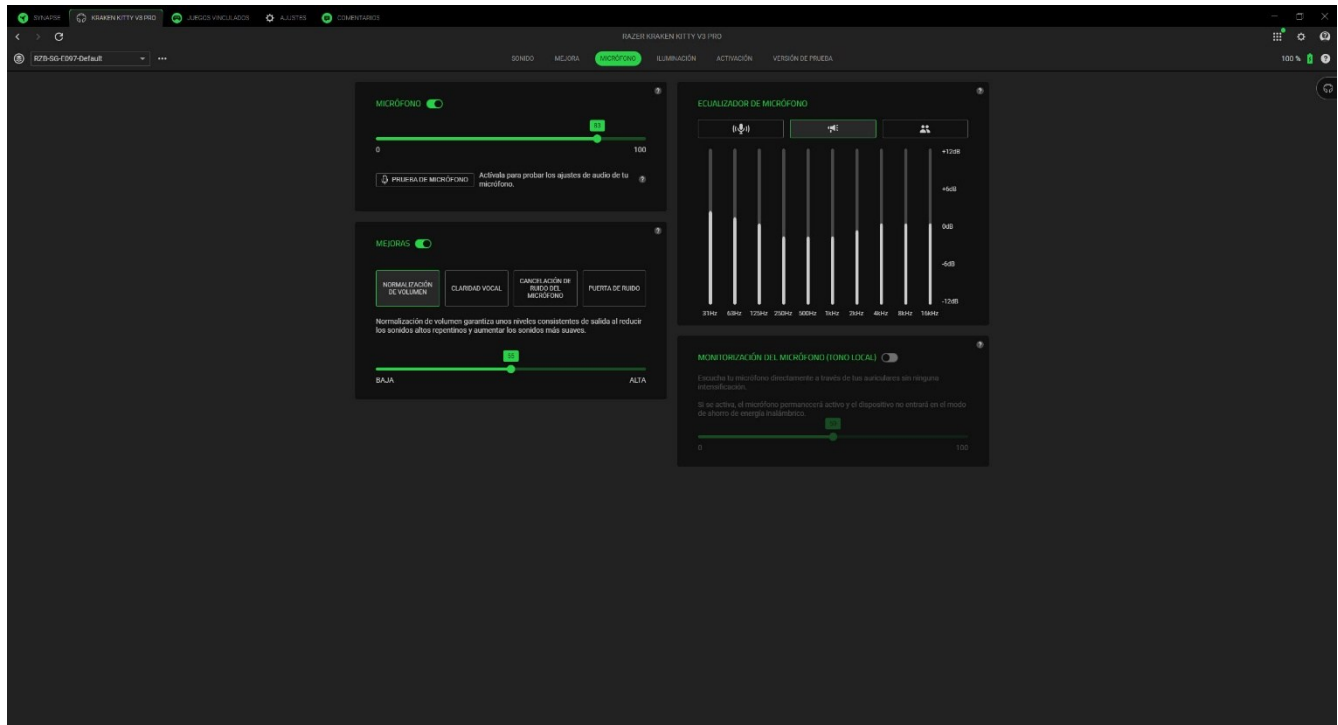 SYNAPSE KRAKEN KITTY V3 PRO JUEGOS VINCULADOS AJUSTES COMENTARIOS
RAZER KRAKEN KITTY V3 PRO
RZB-SG-E097-Default
SONIDO MEJORA MICRÓFONO ILUMINACIÓN ACTIVACIÓN VERSIÓN DE PRUEBA
100 %
MICRÓFONO
0 100
PRUEBA DE MICRÓFONO
Actívala para probar los ajustes de audio de tu
micrófono.
MEJORAS
NORMALIZACIÓN
DE VOLUMEN
CLARIDAD VOCAL
CANCELACIÓN DE
RUIDO DEL
MICRÓFONO
PUERTA DE RUIDO
Normalización de volumen garantiza unos niveles consistentes de salida al reducir
los sonidos altos repentinos y aumentar los sonidos más suaves.
BAJA ALTA
ECUALIZADOR DE MICRÓFONO
+12dB
+6dB
0dB
-6dB
-12dB
31Hz 63Hz 125Hz 250Hz 500Hz 1kHz 2kHz 4kHz 8kHz 16kHz
MONITORIZACIÓN DEL MICRÓFONO (TONO LOCAL)
Escucha tu micrófono directamente a través de tus auriculares sin ninguna
intensificación.
Si se activa, el micrófono permanecerá activo y el dispositivo no entrará en el modo
de ahorro de energía inalámbrico.
0 100